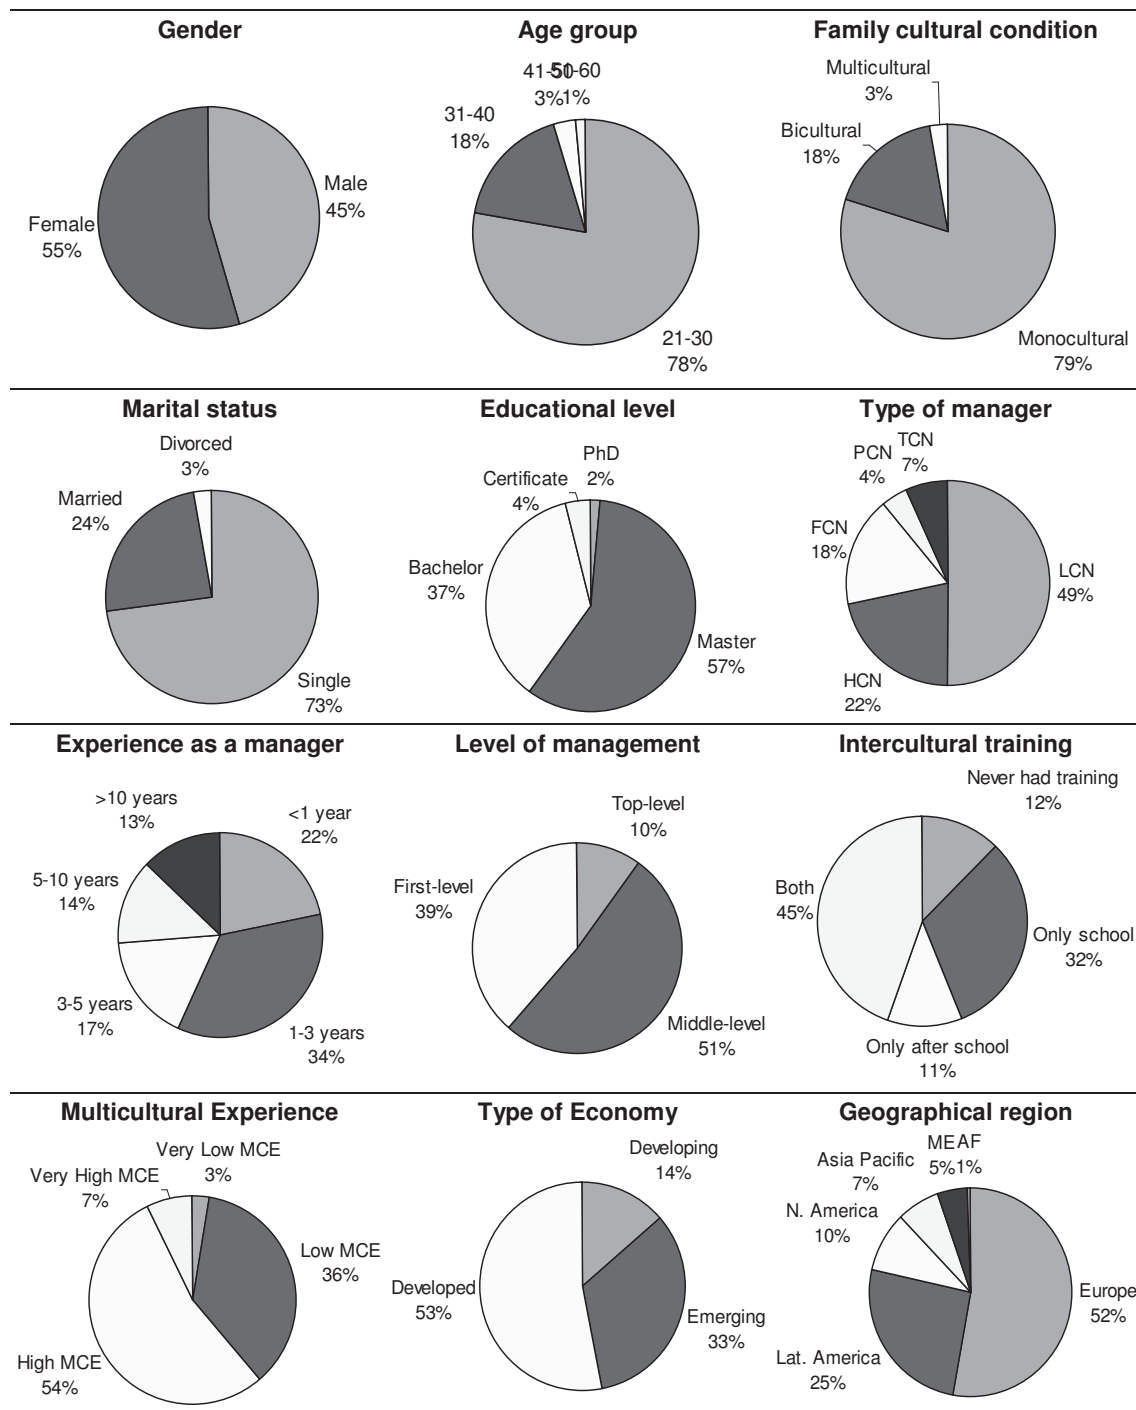 Gender
Female
55%
Male
45%
Age group
41-50
3%
51-60
1%
31-40
18%
21-30
78%
Family cultural condition
Multicultural
3%
Bicultural
18%
Monocultural
79%
Marital status
Divorced
3%
Married
24%
Single
73%
Educational level
PhD
2%
Certificate
4%
Bachelor
37%
Master
57%
Type of manager
TCN
7%
PCN
4%
FCN
18%
LCN
49%
HCN
22%
Experience as a manager
>10 years
13%
<1 year
22%
5-10 years
14%
3-5 years
17%
1-3 years
34%
Level of management
Top-level
10%
First-level
39%
Middle-level
51%
Intercultural training
Never had training
12%
Both
45%
Only school
32%
Only after school
11%
Multicultural Experience
Very Low MCE
3%
Very High MCE
7%
Low MCE
36%
High MCE
54%
Type of Economy
Developing
14%
Developed
53%
Emerging
33%
Geographical region
ME
5%
AF
1%
Asia Pacific
7%
N. America
10%
Europe
52%
Lat. America
25%